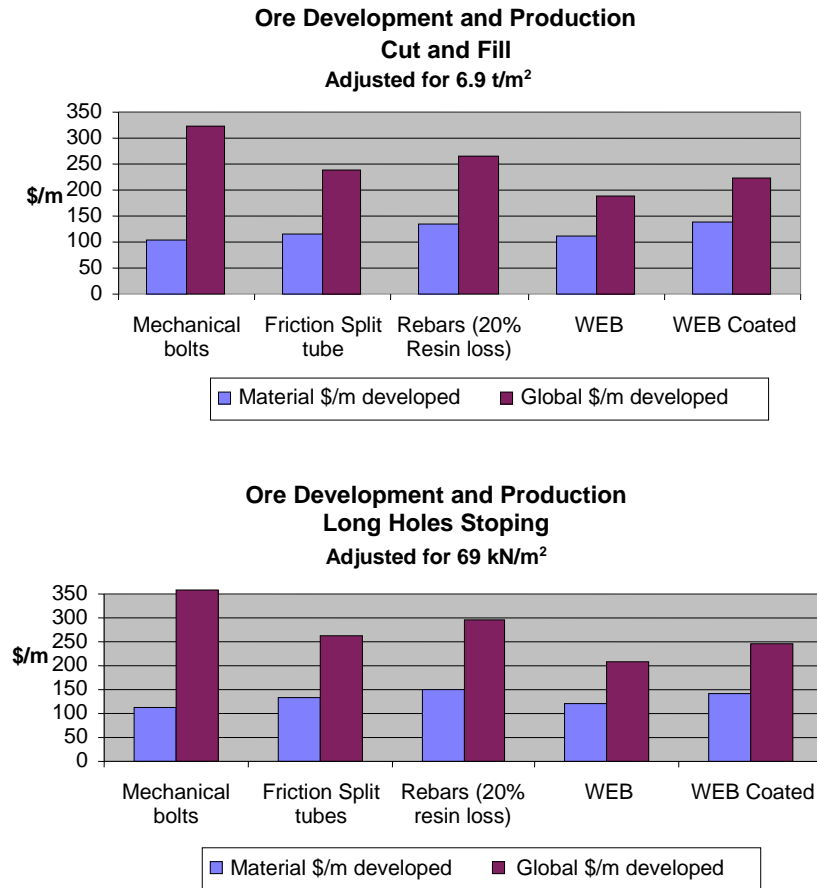 Ore Development and Production
Cut and Fill
Adjusted for 6.9 t/m²
350
300
250
$/m 200
150
100
50
0
Mechanical bolts
Friction Split tube
Rebars (20% Resin loss)
WEB
WEB Coated
Material $/m developed
Global $/m developed
Ore Development and Production
Long Holes Stoping
Adjusted for 69 kN/m²
350
300
250
$/m
200
150
100
50
0
Mechanical bolts
Friction Split tubes
Rebars (20% resin loss)
WEB
WEB Coated
Material $/m developed
Global $/m developed